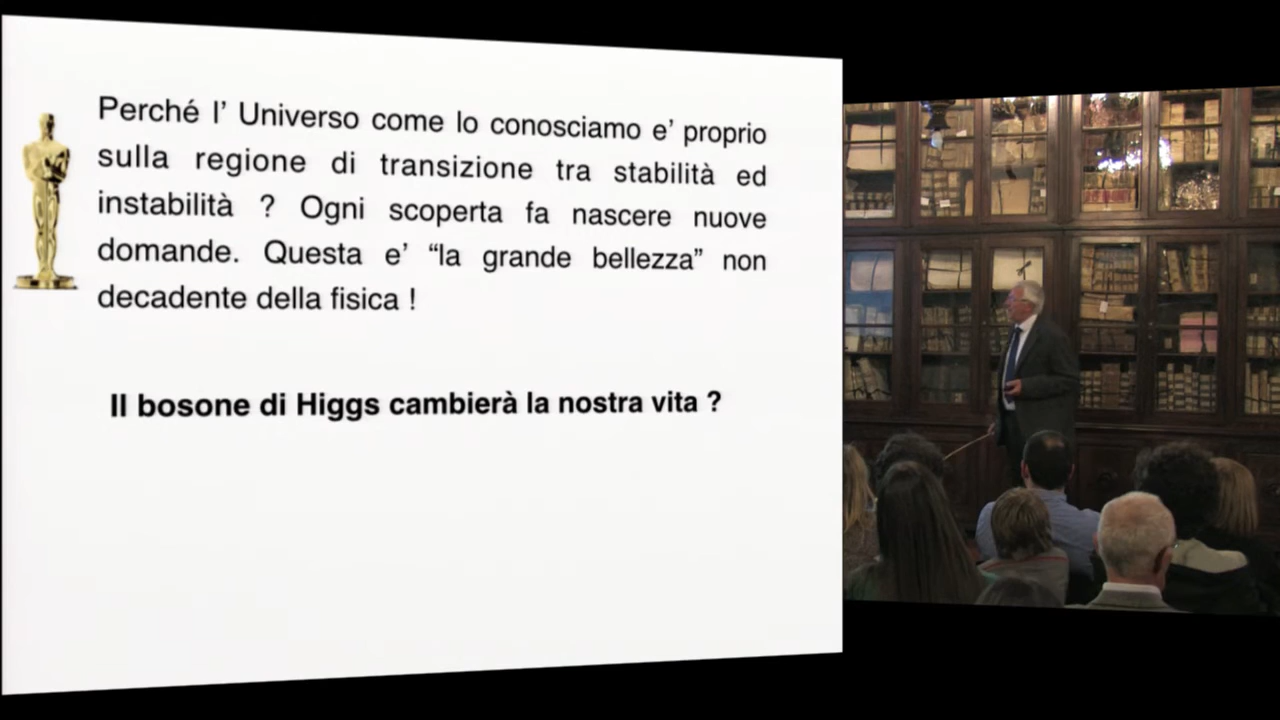 Perché l’ Universo come lo conosciamo e’ proprio
sulla regione di transizione tra stabilità ed
instabilità ? Ogni scoperta fa nascere nuove
domande. Questa e’ “la grande bellezza” non
decadente della fisica !
Il bosone di Higgs cambierà la nostra vita ?